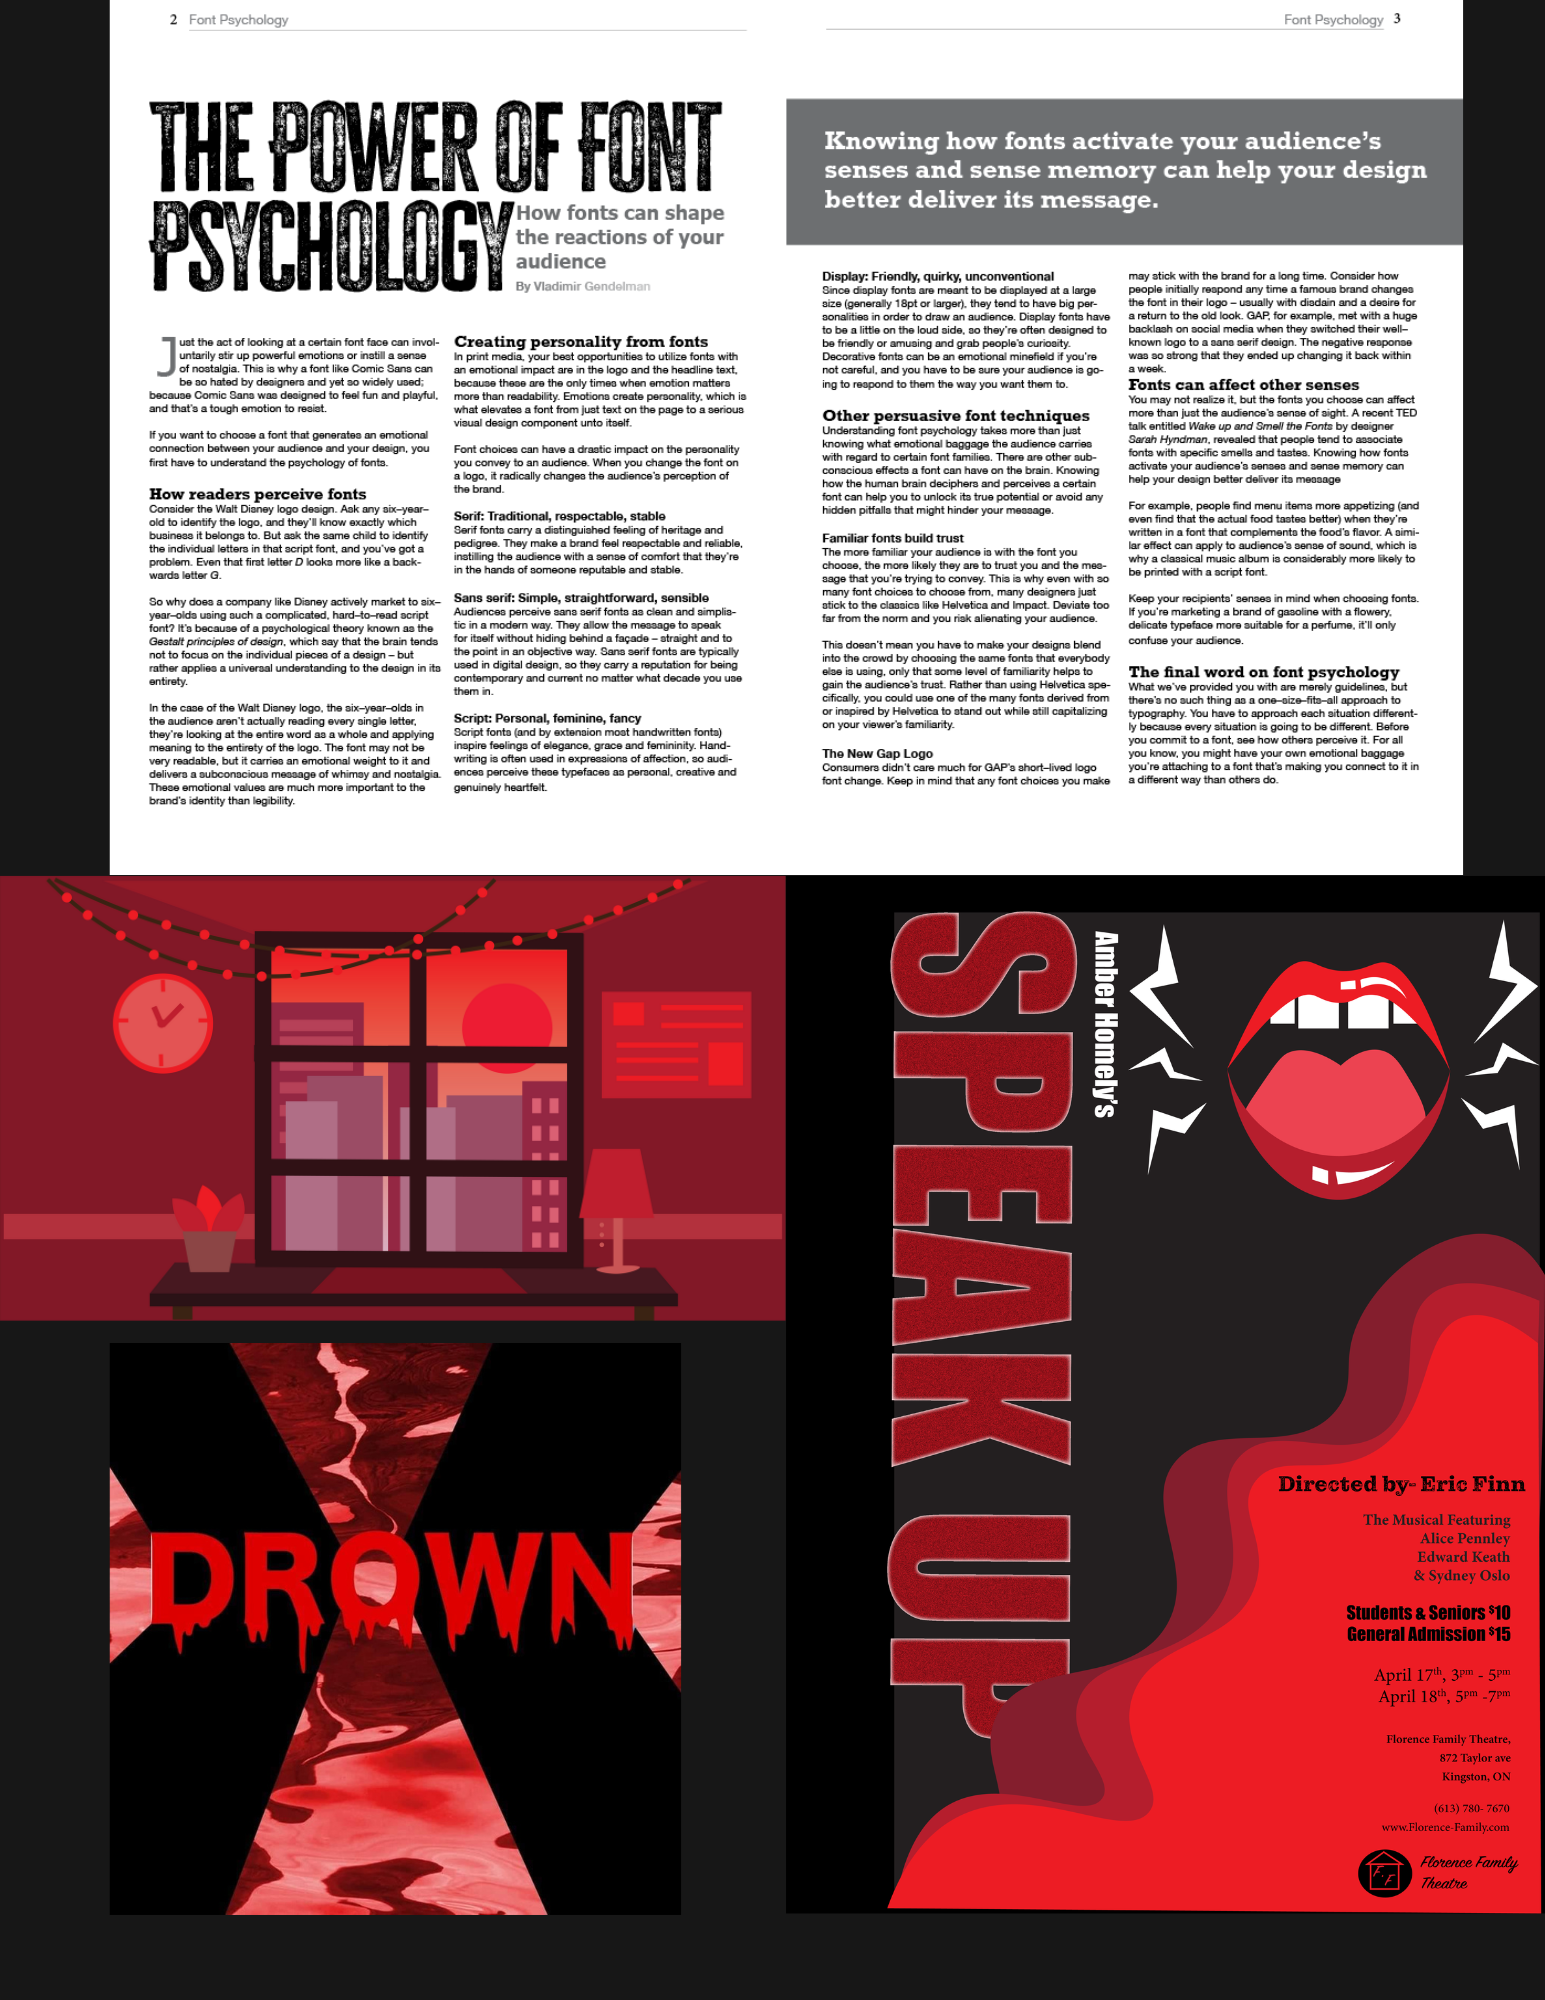 2 Font Psychology
Font Psychology 3
THE POWER OF FONT
PSYCHOLOGY
How fonts can shape
the reactions of your
audience
By Vladimir Gendelman
Just the act of looking at a certain font face can invol-
untarily stir up powerful emotions or instill a sense
of nostalgia. This is why a font like Comic Sans can
be so hated by designers and yet so widely used;
because Comic Sans was designed to feel fun and playful,
and that's a tough emotion to resist.
If you want to choose a font that generates an emotional
connection between your audience and your design, you
first have to understand the psychology of fonts.
How readers perceive fonts
Consider the Walt Disney logo design. Ask any six–year–
old to identify the logo, and they'll know exactly which
business it belongs to. But ask the same child to identify
the individual letters in that script font, and you've got a
problem. Even that first letter D looks more like a back-
wards letter G.
So why does a company like Disney actively market to six–
year–olds using such a complicated, hard–to–read script
font? It's because of a psychological theory known as the
Gestalt principles of design, which say that the brain tends
not to focus on the individual pieces of a design – but
rather applies a universal understanding to the design in its
entirety.
In the case of the Walt Disney logo, the six–year–olds in
the audience aren't actually reading every single letter,
they're looking at the entire word as a whole and applying
meaning to the entirety of the logo. The font may not be
very readable, but it carries an emotional weight to it and
delivers a subconscious message of whimsy and nostalgia.
These emotional values are much more important to the
brand's identity than legibility.
Creating personality from fonts
In print media, your best opportunities to utilize fonts with
an emotional impact are in the logo and the headline text,
because these are the only times when emotion matters
more than readability. Emotions create personality, which is
what elevates a font from just text on the page to a serious
visual design component unto itself.
Font choices can have a drastic impact on the personality
you convey to an audience. When you change the font on
a logo, it radically changes the audience's perception of
the brand.
Serif: Traditional, respectable, stable
Serif fonts carry a distinguished feeling of heritage and
pedigree. They make a brand feel respectable and reliable,
instilling the audience with a sense of comfort that they're
in the hands of someone reputable and stable.
Sans serif: Simple, straightforward, sensible
Audiences perceive sans serif fonts as clean and simplis-
tic in a modern way. They allow the message to speak
for itself without hiding behind a façade – straight and to
the point in an objective way. Sans serif fonts are typically
used in digital design, so they carry a reputation for being
contemporary and current no matter what decade you use
them in.
Script: Personal, feminine, fancy
Script fonts (and by extension most handwritten fonts)
inspire feelings of elegance, grace and femininity. Hand-
writing is often used in expressions of affection, so audi-
ences perceive these typefaces as personal, creative and
genuinely heartfelt.
Knowing how fonts activate your audience's
senses and sense memory can help your design
better deliver its message.
Display: Friendly, quirky, unconventional
Since display fonts are meant to be displayed at a large
size (generally 18pt or larger), they tend to have big per-
sonalities in order to draw an audience. Display fonts have
to be a little on the loud side, so they're often designed to
be friendly or amusing and grab people's curiosity.
Decorative fonts can be an emotional minefield if you're
not careful, and you have to be sure your audience is go-
ing to respond to them the way you want them to.
Other persuasive font techniques
Understanding font psychology takes more than just
knowing what emotional baggage the audience carries
with regard to certain font families. There are other sub-
conscious effects a font can have on the brain. Knowing
how the human brain deciphers and perceives a certain
font can help you to unlock its true potential or avoid any
hidden pitfalls that might hinder your message.
Familiar fonts build trust
The more familiar your audience is with the font you
choose, the more likely they are to trust you and the mes-
sage that you're trying to convey. This is why even with so
many font choices to choose from, many designers just
stick to the classics like Helvetica and Impact. Deviate too
far from the norm and you risk alienating your audience.
This doesn't mean you have to make your designs blend
into the crowd by choosing the same fonts that everybody
else is using, only that some level of familiarity helps to
gain the audience's trust. Rather than using Helvetica spe-
cifically, you could use one of the many fonts derived from
or inspired by Helvetica to stand out while still capitalizing
on your viewer's familiarity.
The New Gap Logo
Consumers didn't care much for GAP's short–lived logo
font change. Keep in mind that any font choices you make
may stick with the brand for a long time. Consider how
people initially respond any time a famous brand changes
the font in their logo – usually with disdain and a desire for
a return to the old look. GAP, for example, met with a huge
backlash on social media when they switched their well–
known logo to a sans serif design. The negative response
was so strong that they ended up changing it back within
a week.
Fonts can affect other senses
You may not realize it, but the fonts you choose can affect
more than just the audience's sense of sight. A recent TED
talk entitled Wake up and Smell the Fonts by designer
Sarah Hyndman, revealed that people tend to associate
fonts with specific smells and tastes. Knowing how fonts
activate your audience's senses and sense memory can
help your design better deliver its message
For example, people find menu items more appetizing (and
even find that the actual food tastes better) when they're
written in a font that complements the food's flavor. A simi-
lar effect can apply to audience's sense of sound, which is
why a classical music album is considerably more likely to
be printed with a script font.
Keep your recipients' senses in mind when choosing fonts.
If you're marketing a brand of gasoline with a flowery,
delicate typeface more suitable for a perfume, it'll only
confuse your audience.
The final word on font psychology
What we've provided you with are merely guidelines, but
there's no such thing as a one–size–fits–all approach to
typography. You have to approach each situation different-
ly because every situation is going to be different. Before
you commit to a font, see how others perceive it. For all
you know, you might have your own emotional baggage
you're attaching to a font that's making you connect to it in
a different way than others do.
DROWN
Amber Homely's
SPEAK UP
Directed by- Eric Finn
The Musical Featuring
Alice Pennley
Edward Keath
& Sydney Oslo
Students & Seniors $10
General Admission $15
April 17th, 3pm - 5pm
April 18th, 5pm -7pm
Florence Family Theatre,
872 Taylor ave
Kingston, ON
(613) 780- 7670
www.Florence-Family.com
F.F
Florence Family
Theatre